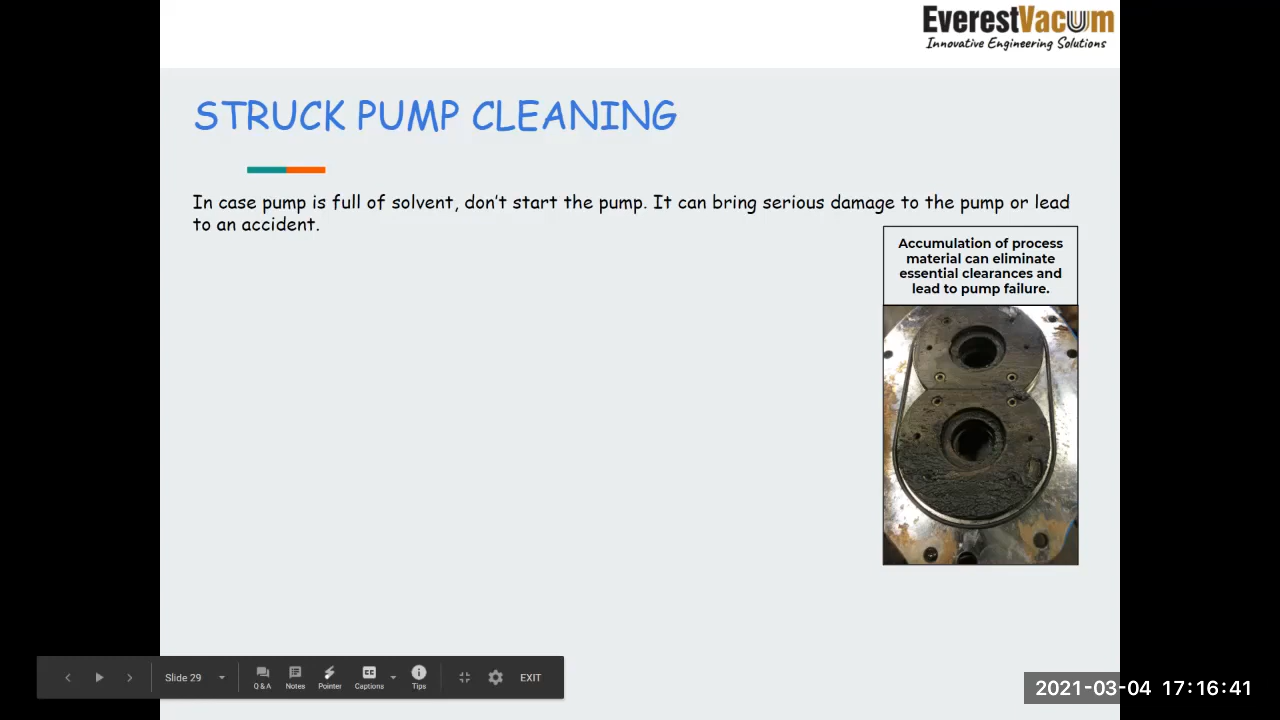 EverestVacuum
Innovative Engineering Solutions
STRUCK PUMP CLEANING
In case pump is full of solvent, don't start the pump. It can bring serious damage to the pump or lead
to an accident.
Accumulation of process
material can eliminate
essential clearances and
lead to pump failure.
Slide 29
Q&A
Notes
Pointer
CC
Captions
Tips
EXIT
2021-03-04 17:16:41